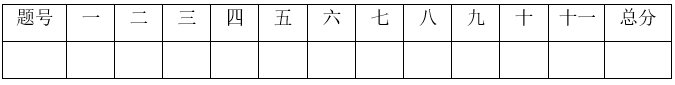 题号 一 二 三 四 五 六 七 八 九 十 十一 总分